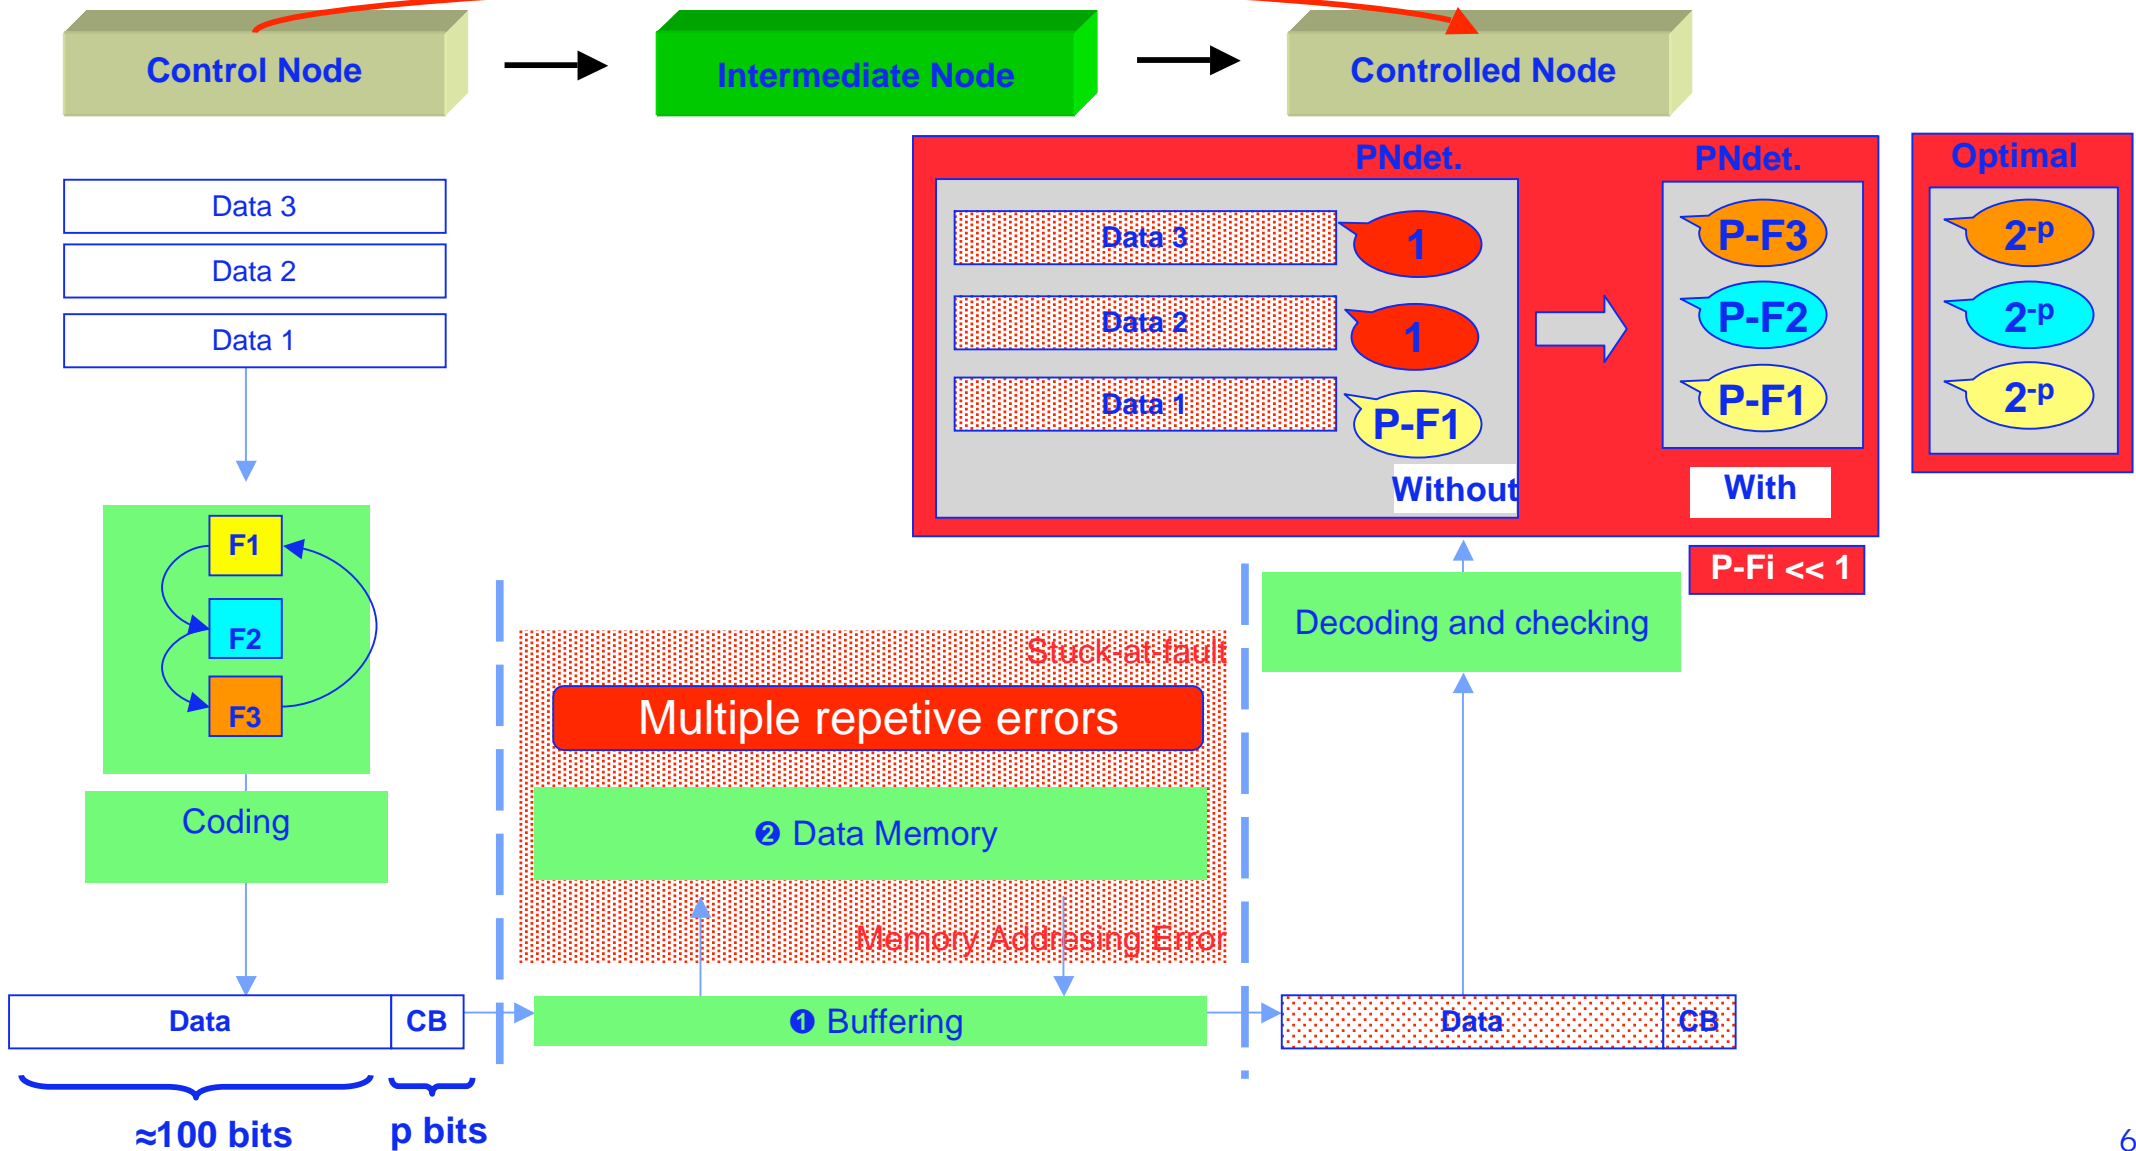 Control Node
Intermediate Node
Controlled Node
Data 3
Data 2
Data 1
F1
F2
F3
Coding
Data
CB
≈100 bits
p bits
Stuck-at-fault
Multiple repetive errors
❷ Data Memory
Memory Addresing Error
❶ Buffering
Data
CB
Decoding and checking
PNdet.
Data 3
1
Data 2
1
Data 1
P-F1
Without
PNdet.
P-F3
P-F2
P-F1
With
P-Fi << 1
Optimal
2-p
2-p
2-p
6